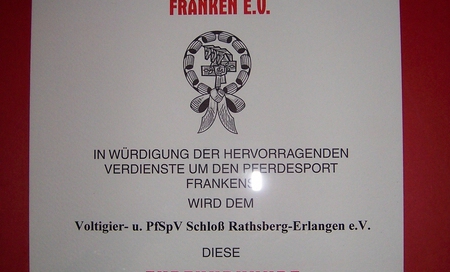 FRANKEN E.V.
IN WÜRDIGUNG DER HERVORRAGENDEN
VERDIENSTE UM DEN PFERDESPORT
FRANKENS
WIRD DEM
Voltigier- u. PfSpV Schloß Rathsberg-Erlangen e.V.
DIESE